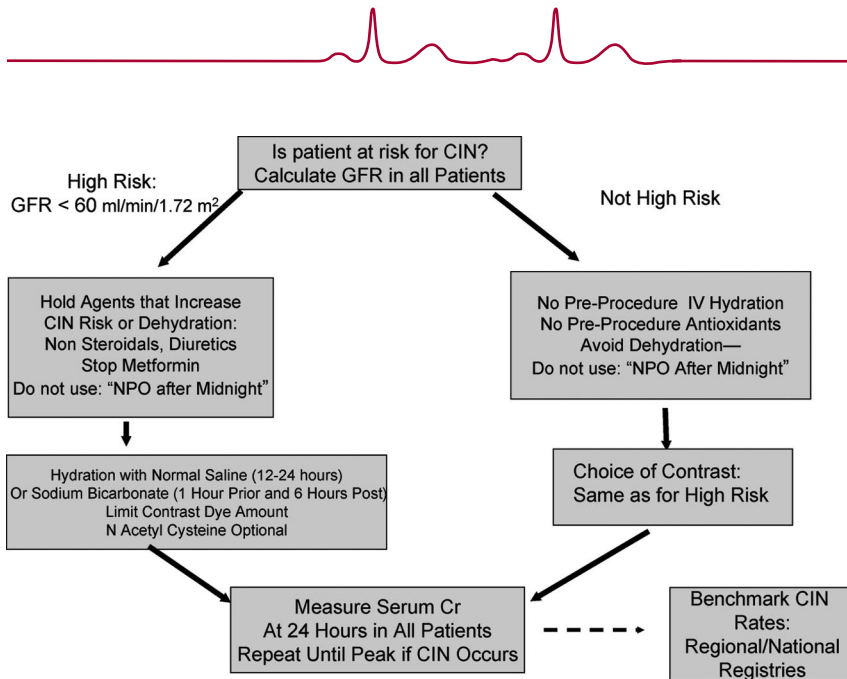 Is patient at risk for CIN?
Calculate GFR in all Patients
High Risk:
GFR < 60 ml/min/1.72 m²
Not High Risk
Hold Agents that Increase
CIN Risk or Dehydration:
Non Steroidals, Diuretics
Stop Metformin
Do not use: “NPO after Midnight”
No Pre-Procedure IV Hydration
No Pre-Procedure Antioxidants
Avoid Dehydration—
Do not use: “NPO After Midnight”
Hydration with Normal Saline (12-24 hours)
Or Sodium Bicarbonate (1 Hour Prior and 6 Hours Post)
Limit Contrast Dye Amount
N Acetyl Cysteine Optional
Choice of Contrast:
Same as for High Risk
Measure Serum Cr
At 24 Hours in All Patients
Repeat Until Peak if CIN Occurs
Benchmark CIN
Rates:
Regional/National
Registries